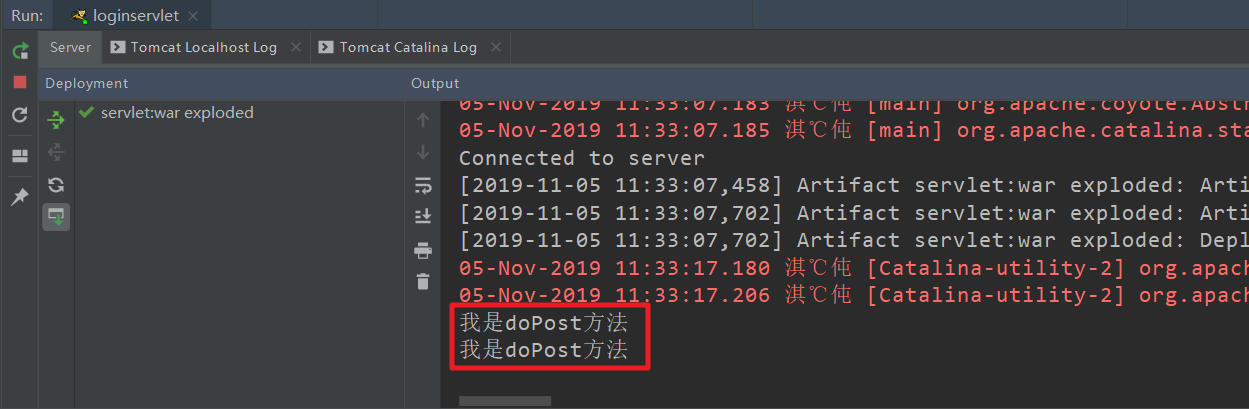 Run: loginservlet
Server Tomcat Localhost Log Tomcat Catalina Log
Deployment Output
servlet:war exploded
05-Nov-2019 11:33:07.183 淇℃伅 [main] org.apache.coyote.Abst
05-Nov-2019 11:33:07.185 淇℃伅 [main] org.apache.catalina.sta
Connected to server
[2019-11-05 11:33:07,458] Artifact servlet:war exploded: Arti
[2019-11-05 11:33:07,702] Artifact servlet:war exploded: Arti
[2019-11-05 11:33:07,702] Artifact servlet:war exploded: Depl
05-Nov-2019 11:33:17.180 淇℃伅 [Catalina-utility-2] org.apac
05-Nov-2019 11:33:17.206 淇℃伅 [Catalina-utility-2] org.apac
我是doPost方法
我是doPost方法